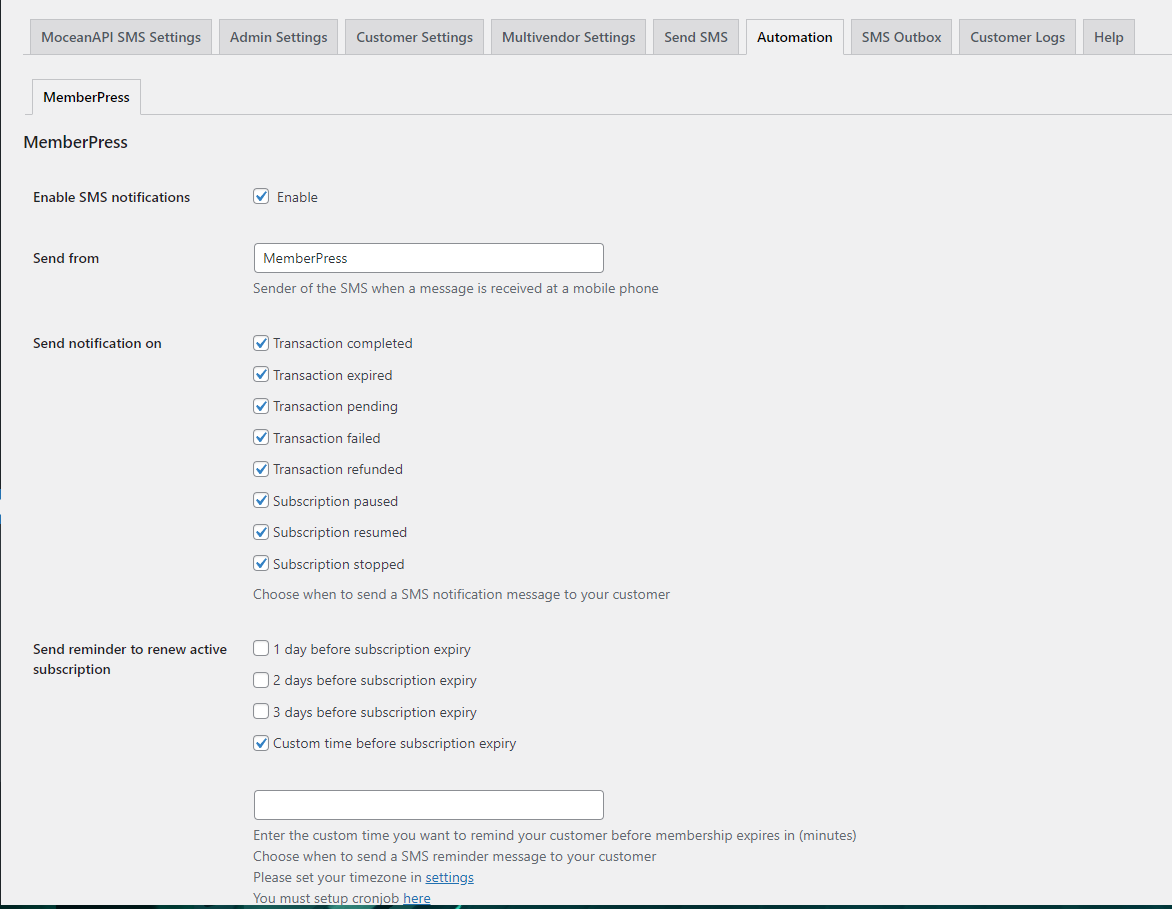 MoceanAPI SMS Settings Admin Settings Customer Settings Multivendor Settings Send SMS Automation SMS Outbox Customer Logs Help
MemberPress
MemberPress
Enable SMS notifications Enable
Send from MemberPress
Sender of the SMS when a message is received at a mobile phone
Send notification on Transaction completed
Transaction expired
Transaction pending
Transaction failed
Transaction refunded
Subscription paused
Subscription resumed
Subscription stopped
Choose when to send a SMS notification message to your customer
Send reminder to renew active 1 day before subscription expiry
subscription
2 days before subscription expiry
3 days before subscription expiry
Custom time before subscription expiry
Enter the custom time you want to remind your customer before membership expires in (minutes)
Choose when to send a SMS reminder message to your customer
Please set your timezone in settings
You must setup cronjob here